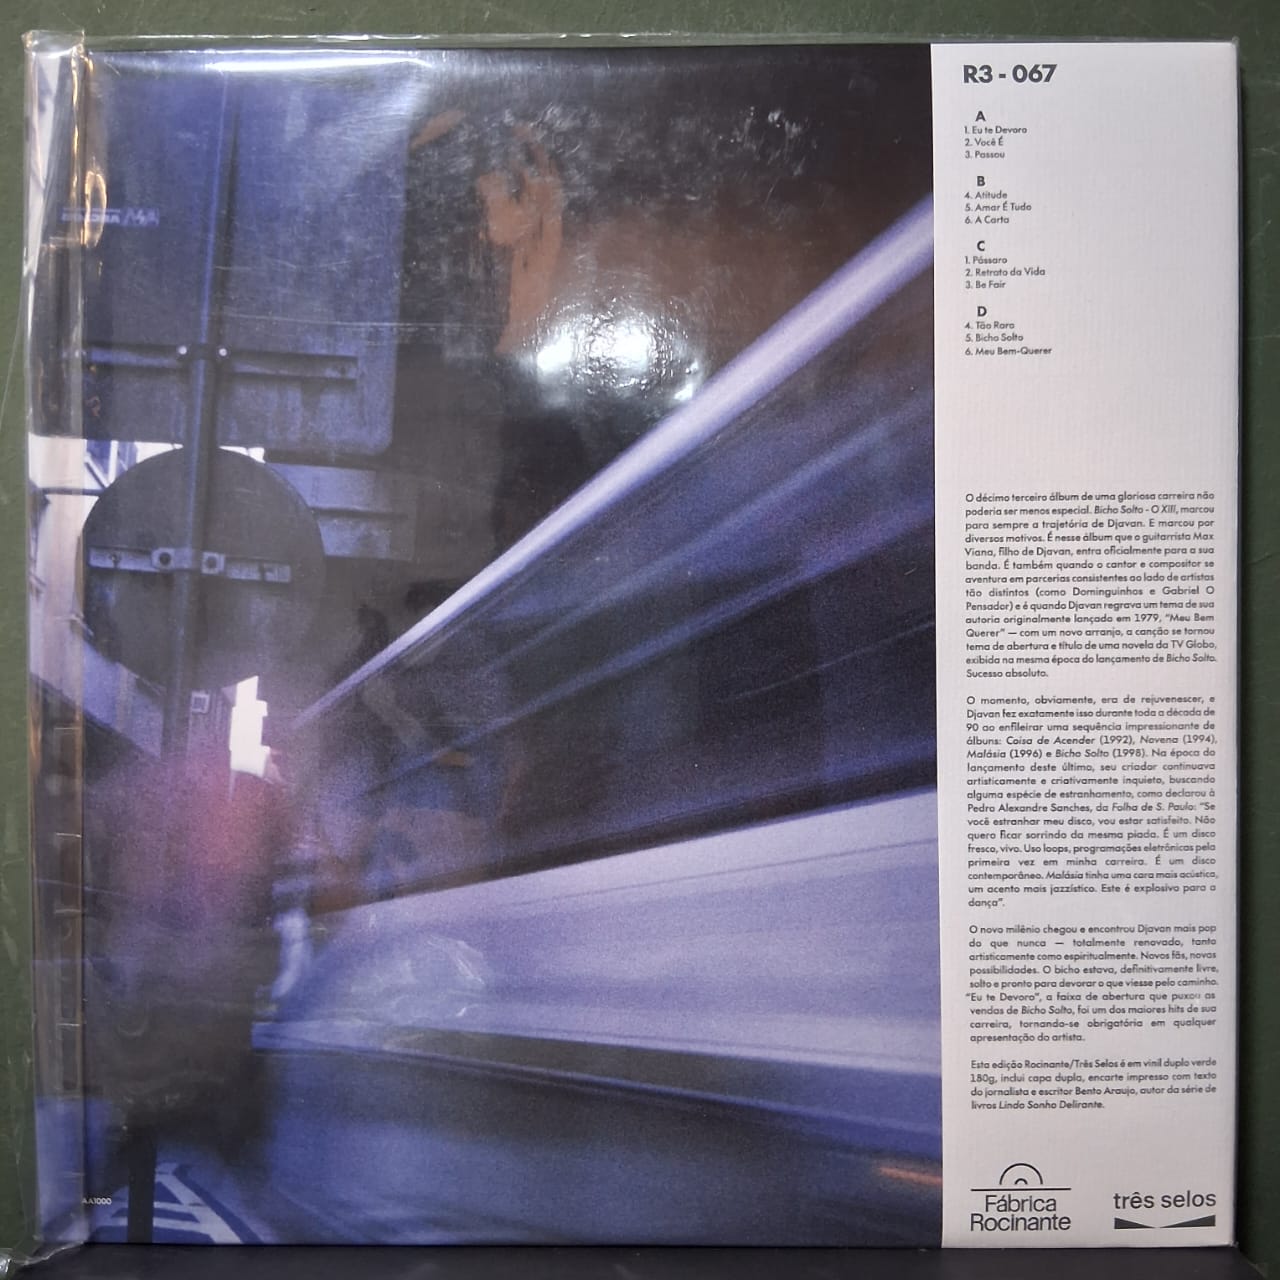 R3 - 067
A
1. Eu te Devoro
2. Você É
3. Passou
B
4. Atitude
5. Amar É Tudo
6. A Carta
C
1. Pássaro
2. Retrato da Vida
3. Be Fair
D
4. Tão Raro
5. Bicho Solto
6. Meu Bem-Querer
O décimo terceiro álbum de uma gloriosa carreira não
poderia ser menos especial. Bicho Solto - O XIII, marcou
para sempre a trajetória de Djavan. E marcou por
diversos motivos. É nesse álbum que o guitarrista Max
Viana, filho de Djavan, entra oficialmente para a sua
banda. É também quando o cantor e compositor se
aventura em parcerias consistentes ao lado de artistas
tão distintos (como Dominguinhos e Gabriel O
Pensador) e é quando Djavan regrava um tema de sua
autoria originalmente lançado em 1979, "Meu Bem
Querer" — com um novo arranjo, a canção se tornou
tema de abertura e título de uma novela da TV Globo,
exibida na mesma época do lançamento de Bicho Solto.
Sucesso absoluto.
O momento, obviamente, era de rejuvenescer, e
Djavan fez exatamente isso durante toda a década de
90 ao enfileirar uma sequência impressionante de
álbuns: Coisa de Acender (1992), Novena (1994),
Malásia (1996) e Bicho Solto (1998). Na época do
lançamento deste último, seu criador continuava
artisticamente e criativamente inquieto, buscando
alguma espécie de estranhamento, como declarou à
Pedro Alexandre Sanches, da Folha de S. Paulo: "Se
você estranhar meu disco, vou estar satisfeito. Não
quero ficar sorrindo da mesma piada. É um disco
fresco, vivo. Uso loops, programações eletrônicas pela
primeira vez em minha carreira. É um disco
contemporâneo. Malásia tinha uma cara mais acústica,
um acento mais jazzístico. Este é explosivo para a
dança".
O novo milênio chegou e encontrou Djavan mais pop
do que nunca — totalmente renovado, tanto
artisticamente como espiritualmente. Novos fãs, novas
possibilidades. O bicho estava, definitivamente livre,
solto e pronto para devorar o que viesse pelo caminho.
"Eu te Devoro", a faixa de abertura que puxou as
vendas de Bicho Solto, foi um dos maiores hits de sua
carreira, tornando-se obrigatória em qualquer
apresentação do artista.
Esta edição Rocinante/Três Selos é em vinil duplo verde
180g, inclui capa dupla, encarte impresso com texto
do jornalista e escritor Bento Araujo, autor da série de
livros Lindo Sonho Delirante.
AA1000
Fábrica
Rocinante
três selos